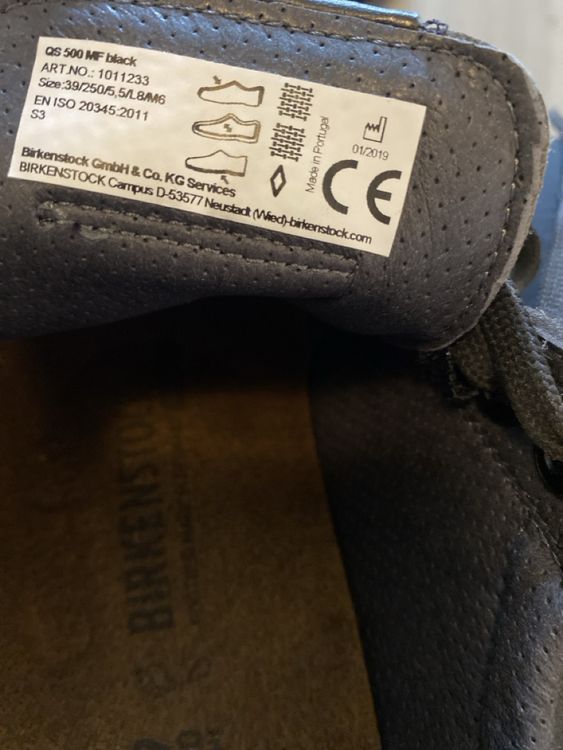 QS 500 MF black
ART.NO.: 1011233
Size:39/250/5,5/L8/M6
EN ISO 20345:2011
S3
Birkenstock GmbH & Co. KG Services
BIRKENSTOCK Campus D-53577 Neustadt (Wied)-birkenstock.com
Made in Portugal
01/2019
CE
BIRKENSTO